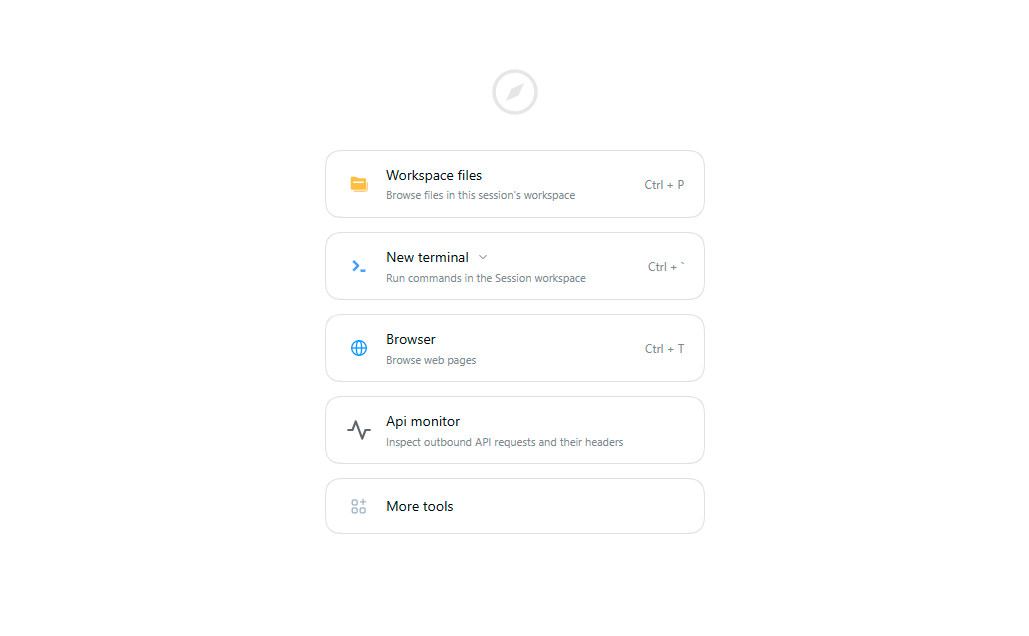 Workspace files
Browse files in this session's workspace
Ctrl + P
New terminal
Run commands in the Session workspace
Ctrl + `
Browser
Browse web pages
Ctrl + T
Api monitor
Inspect outbound API requests and their headers
More tools